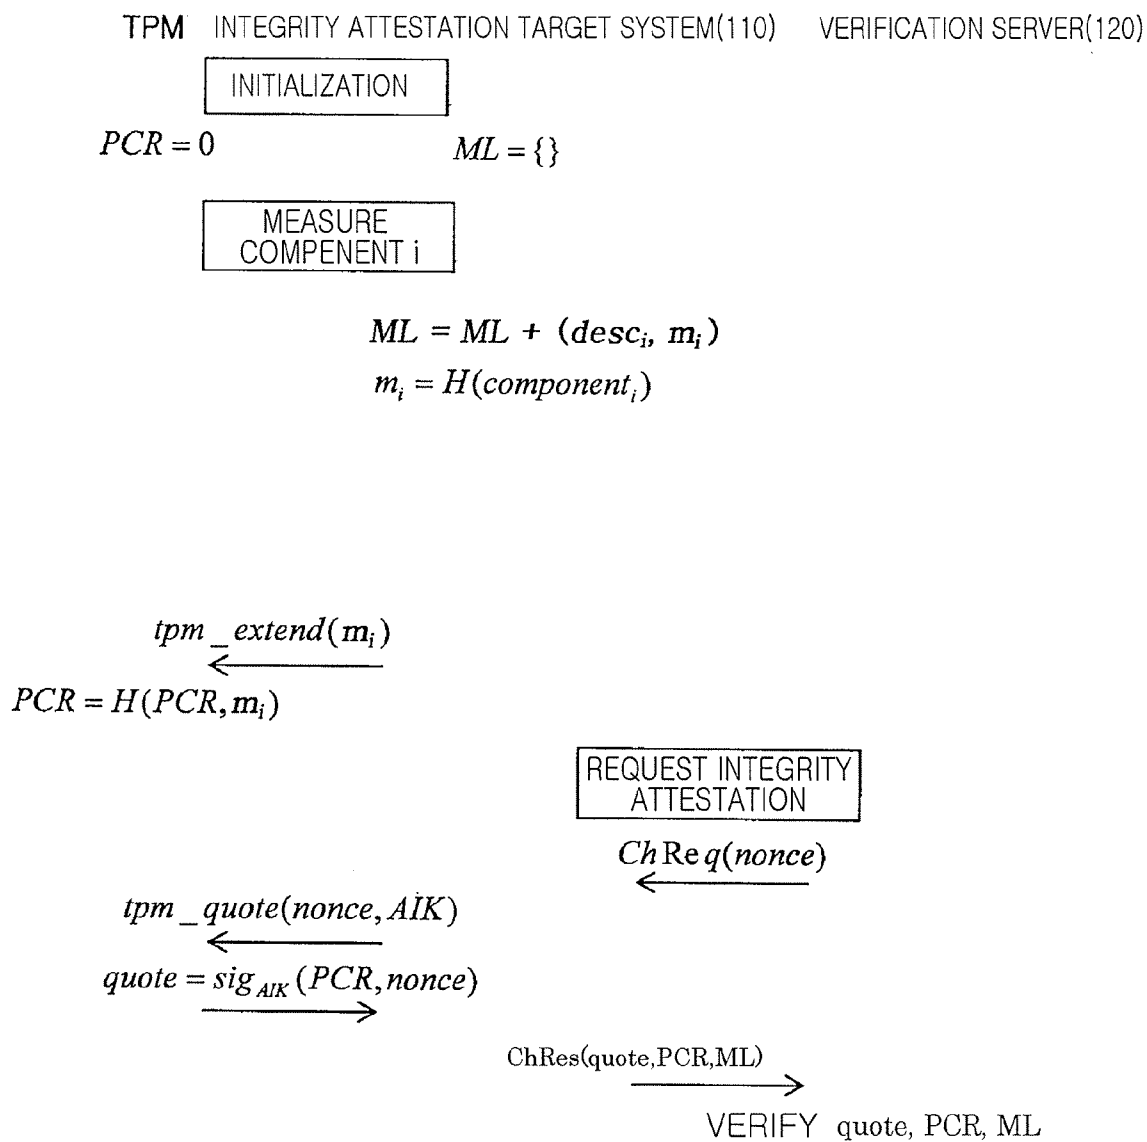 TPM INTEGRITY ATTESTATION TARGET SYSTEM(110) VERIFICATION SERVER(120)
INITIALIZATION
PCR = 0 ML = {}
MEASURE
COMPENENT i
ML = ML + (desc_i, m_i)
m_i = H(component_i)
tpm_extend(m_i)
PCR = H(PCR, m_i)
REQUEST INTEGRITY
ATTESTATION
ChReq(nonce)
tpm_quote(nonce, AIK)
quote = sig_AIK(PCR, nonce)
ChRes(quote,PCR,ML)
VERIFY quote, PCR, ML